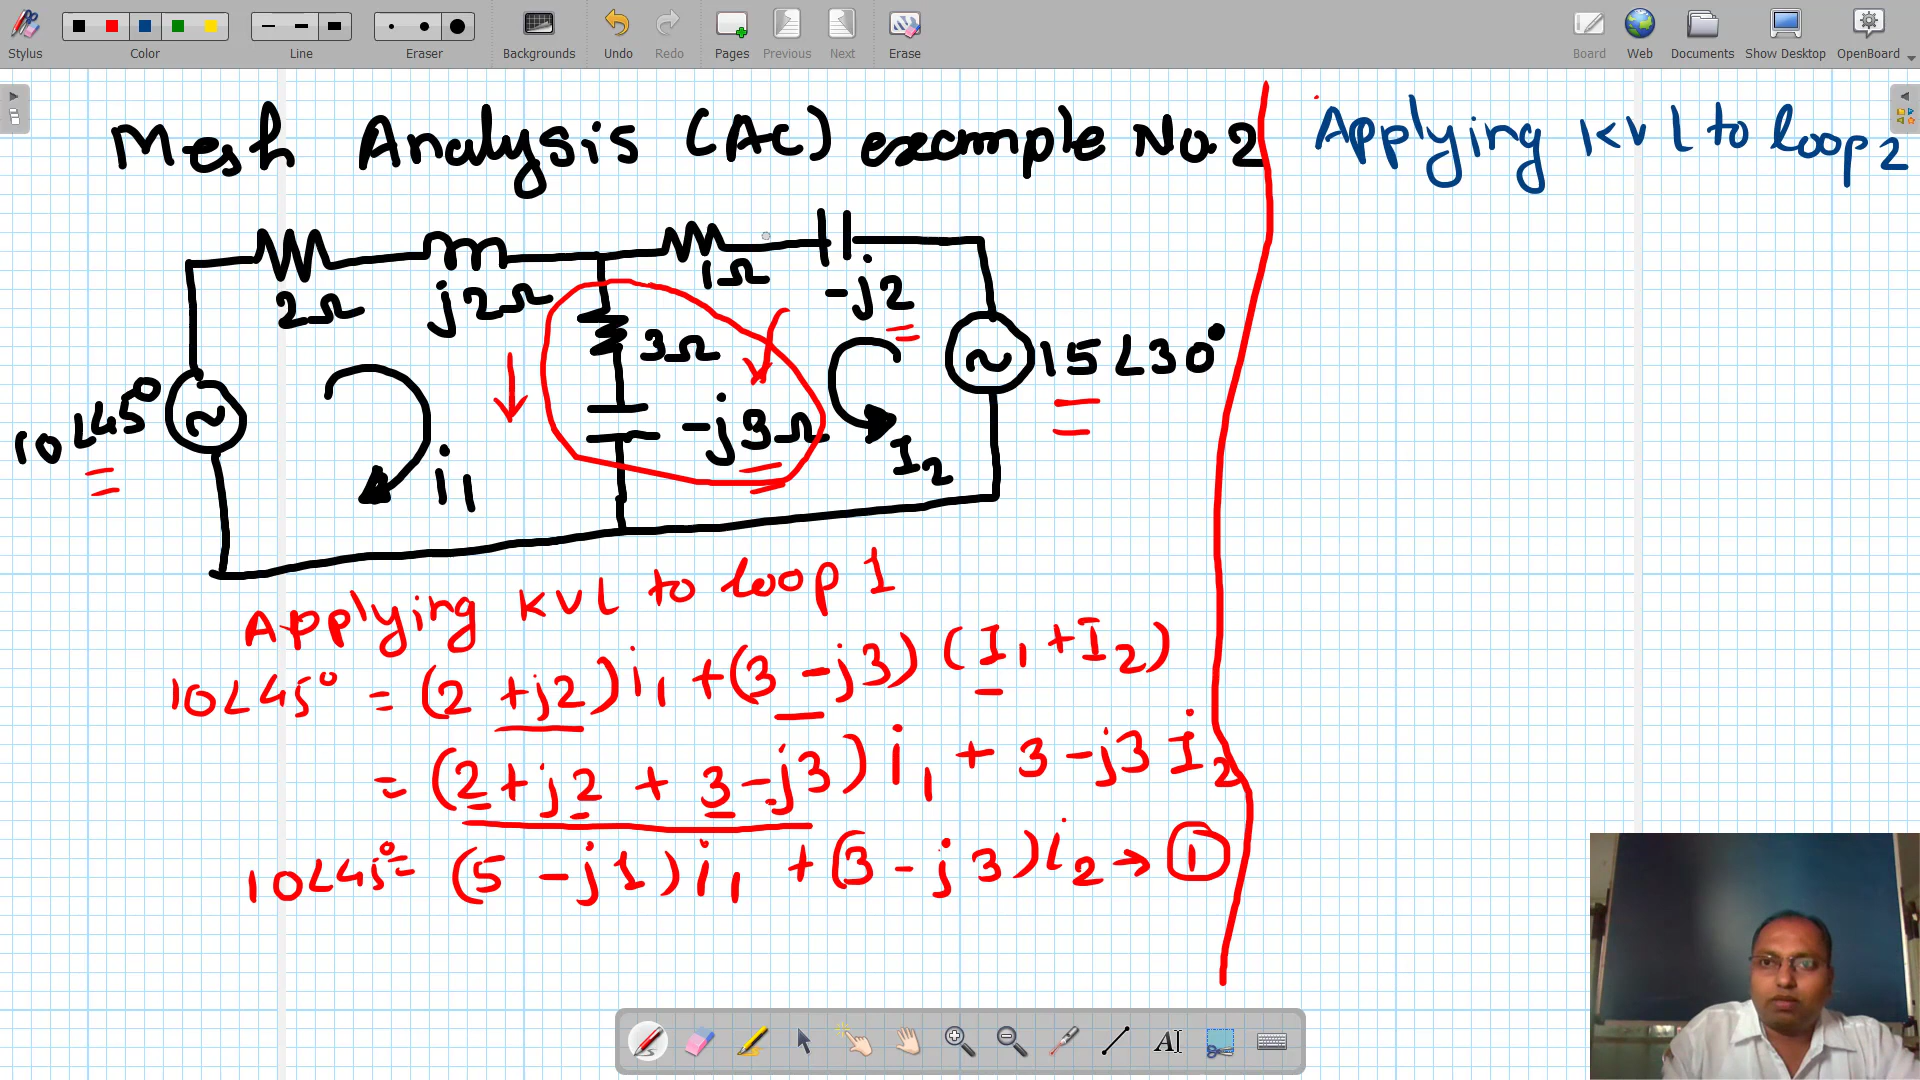 Stylus Color Line Eraser Backgrounds Undo Redo Pages Previous Next Erase Board Web Documents Show Desktop OpenBoard
Mesh Analysis (AC) example No.2
2Ω
j2Ω
1Ω
-j2
10∠45°
3Ω
-j3Ω
15∠30°
i1
I2
Applying KVL to loop 1
10∠45° = (2 +j2)i1 +(3 -j3) (I1 +I2)
= (2+j2 + 3-j3) i1 + 3-j3 I2
10∠45° = (5 -j1)i1 +(3 - j3)i2 → 1
Applying KVL to loop 2
AI